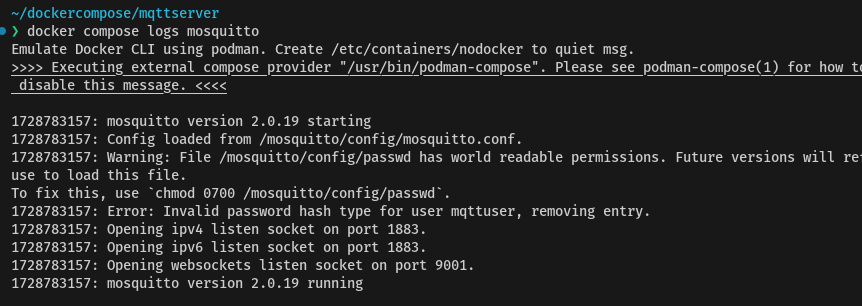 ~/dockercompose/mqttserver
❯ docker compose logs mosquitto
Emulate Docker CLI using podman. Create /etc/containers/nodocker to quiet msg.
>>>> Executing external compose provider "/usr/bin/podman-compose". Please see podman-compose(1) for how to
disable this message. <<<<
1728783157: mosquitto version 2.0.19 starting
1728783157: Config loaded from /mosquitto/config/mosquitto.conf.
1728783157: Warning: File /mosquitto/config/passwd has world readable permissions. Future versions will ref
use to load this file.
To fix this, use `chmod 0700 /mosquitto/config/passwd`.
1728783157: Error: Invalid password hash type for user mqttuser, removing entry.
1728783157: Opening ipv4 listen socket on port 1883.
1728783157: Opening ipv6 listen socket on port 1883.
1728783157: Opening websockets listen socket on port 9001.
1728783157: mosquitto version 2.0.19 running